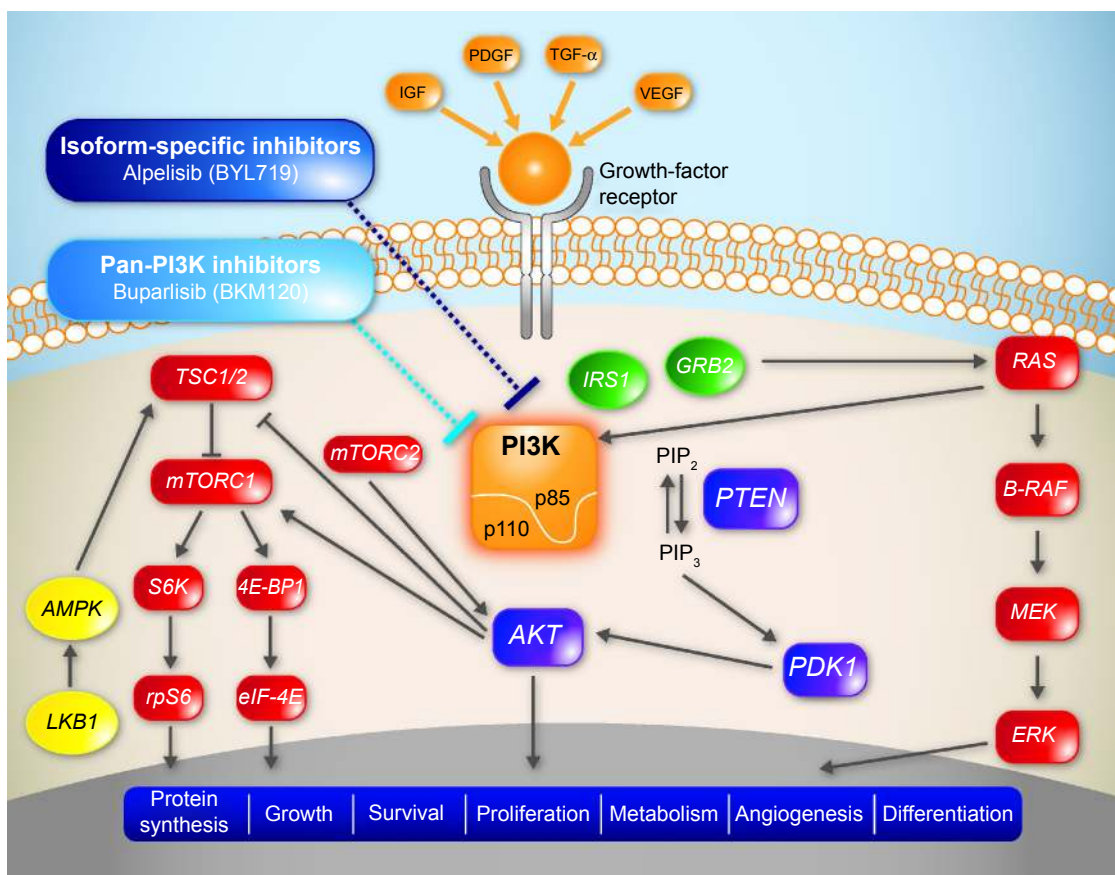 PDGF
TGF-α
IGF
VEGF
Isoform-specific inhibitors
Alpelisib (BYL719)
Growth-factor
receptor
Pan-PI3K inhibitors
Buparlisib (BKM120)
TSC1/2
IRS1
GRB2
RAS
mTORC2
PI3K
p85
p110
PIP2
PTEN
PIP3
mTORC1
B-RAF
S6K
4E-BP1
AMPK
AKT
MEK
PDK1
LKB1
rpS6
eIF-4E
ERK
Protein
synthesis
Growth
Survival
Proliferation
Metabolism
Angiogenesis
Differentiation